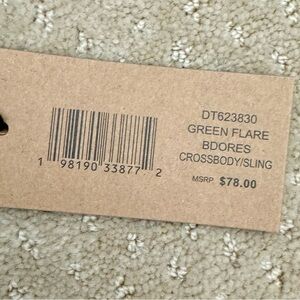 DT623830
GREEN FLARE
BDORES
CROSSBODY/SLING
MSRP $78.00
1 98190 33877 2